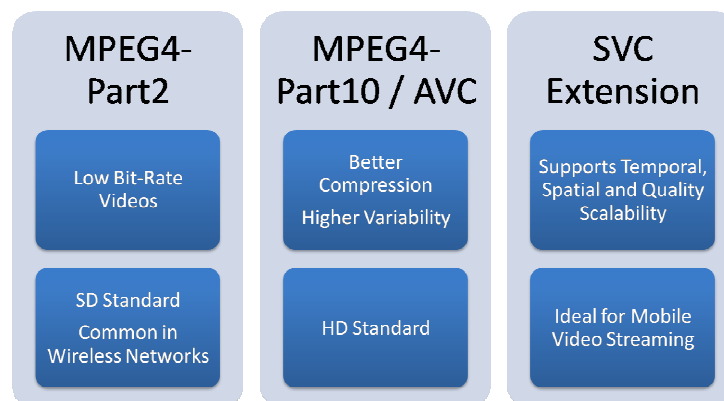 MPEG4-
Part2
Low Bit-Rate
Videos
SD Standard
Common in
Wireless Networks
MPEG4-
Part10 / AVC
Better
Compression
Higher Variability
HD Standard
SVC
Extension
Supports Temporal,
Spatial and Quality
Scalability
Ideal for Mobile
Video Streaming